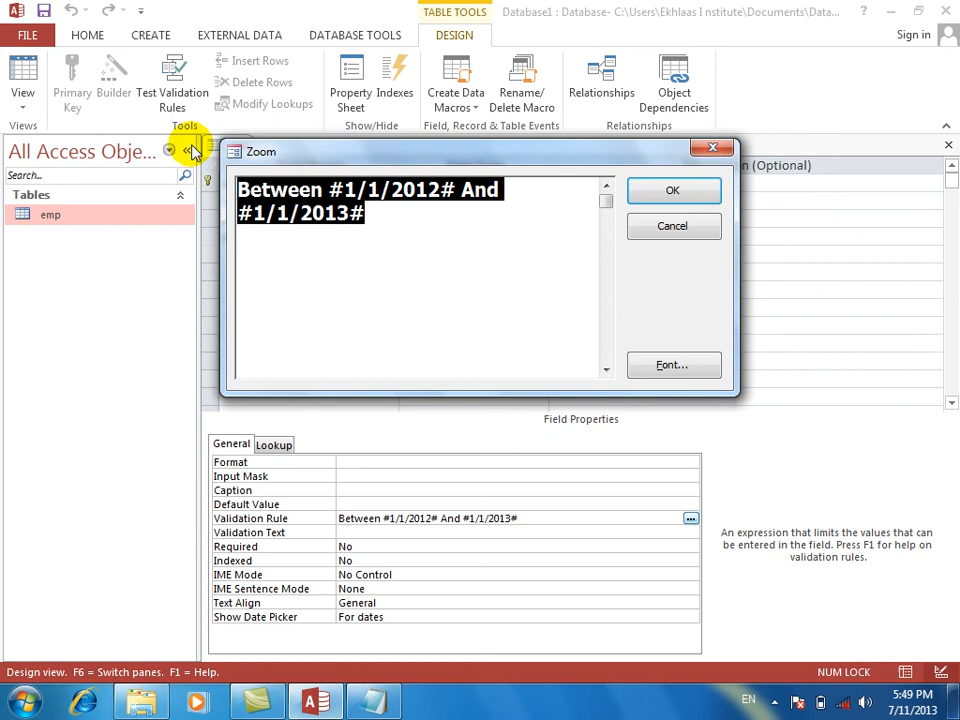 TABLE TOOLS
Database1 : Database- C:\Users\Ekhlaas I nstitute\Documents\Data...
?
FILE
HOME
CREATE
EXTERNAL DATA
DATABASE TOOLS
DESIGN
Sign in
View
Primary Key
Builder
Test Validation Rules
Insert Rows
Delete Rows
Modify Lookups
Property Sheet
Indexes
Create Data Macros
Rename/ Delete Macro
Relationships
Object Dependencies
Views
Tools
Show/Hide
Field, Record & Table Events
Relationships
All Access Obje...
Search...
Tables
emp
n (Optional)
Zoom
Between #1/1/2012# And
#1/1/2013#
OK
Cancel
Font...
Field Properties
General
Lookup
Format
Input Mask
Caption
Default Value
Validation Rule Between #1/1/2012# And #1/1/2013#
Validation Text
Required No
Indexed No
IME Mode No Control
IME Sentence Mode None
Text Align General
Show Date Picker For dates
An expression that limits the values that can
be entered in the field. Press F1 for help on
validation rules.
Design view. F6 = Switch panes. F1 = Help.
NUM LOCK
EN
5:49 PM
7/11/2013